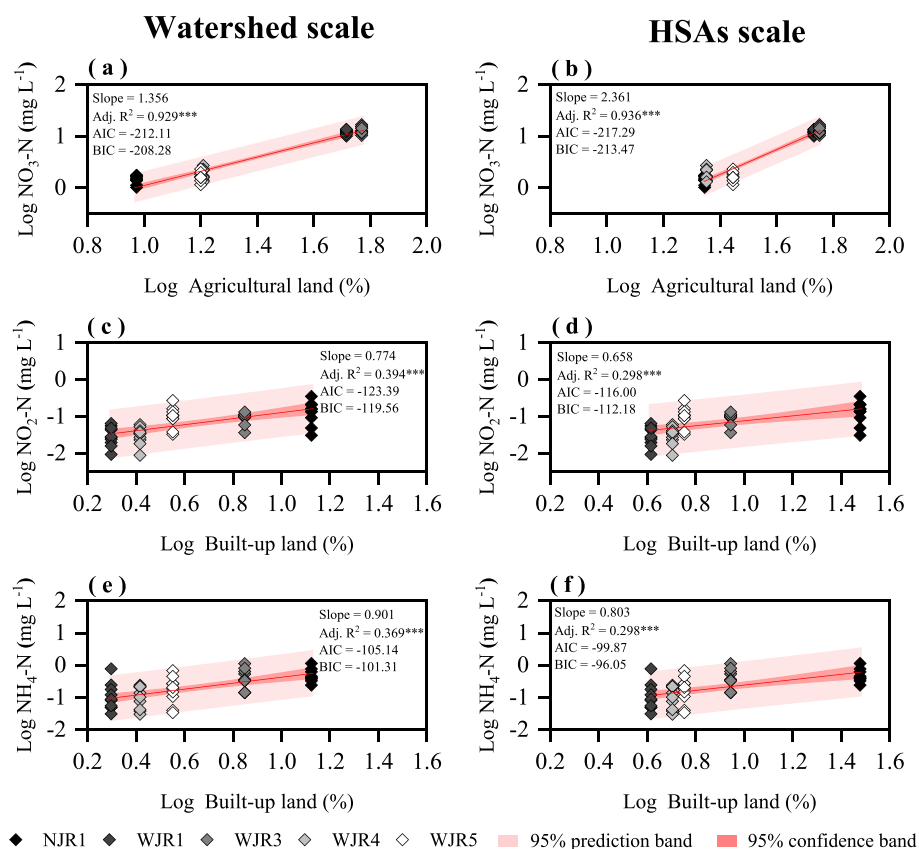 Watershed scale
HSAs scale
( a )
Log NO3-N (mg L-1)
2
1
0
Slope = 1.356
Adj. R2 = 0.929***
AIC = -212.11
BIC = -208.28
0.8 1.0 1.2 1.4 1.6 1.8 2.0
Log Agricultural land (%)
( b )
Log NO3-N (mg L-1)
2
1
0
Slope = 2.361
Adj. R2 = 0.936***
AIC = -217.29
BIC = -213.47
0.8 1.0 1.2 1.4 1.6 1.8 2.0
Log Agricultural land (%)
( c )
Log NO2-N (mg L-1)
1
0
-1
-2
Slope = 0.774
Adj. R2 = 0.394***
AIC = -123.39
BIC = -119.56
0.2 0.4 0.6 0.8 1.0 1.2 1.4 1.6
Log Built-up land (%)
( d )
Log NO2-N (mg L-1)
1
0
-1
-2
Slope = 0.658
Adj. R2 = 0.298***
AIC = -116.00
BIC = -112.18
0.2 0.4 0.6 0.8 1.0 1.2 1.4 1.6
Log Built-up land (%)
( e )
Log NH4-N (mg L-1)
2
1
0
-1
-2
Slope = 0.901
Adj. R2 = 0.369***
AIC = -105.14
BIC = -101.31
0.2 0.4 0.6 0.8 1.0 1.2 1.4 1.6
Log Built-up land (%)
( f )
Log NH4-N (mg L-1)
2
1
0
-1
-2
Slope = 0.803
Adj. R2 = 0.298***
AIC = -99.87
BIC = -96.05
0.2 0.4 0.6 0.8 1.0 1.2 1.4 1.6
Log Built-up land (%)
NJR1 WJR1 WJR3 WJR4 WJR5 95% prediction band 95% confidence band